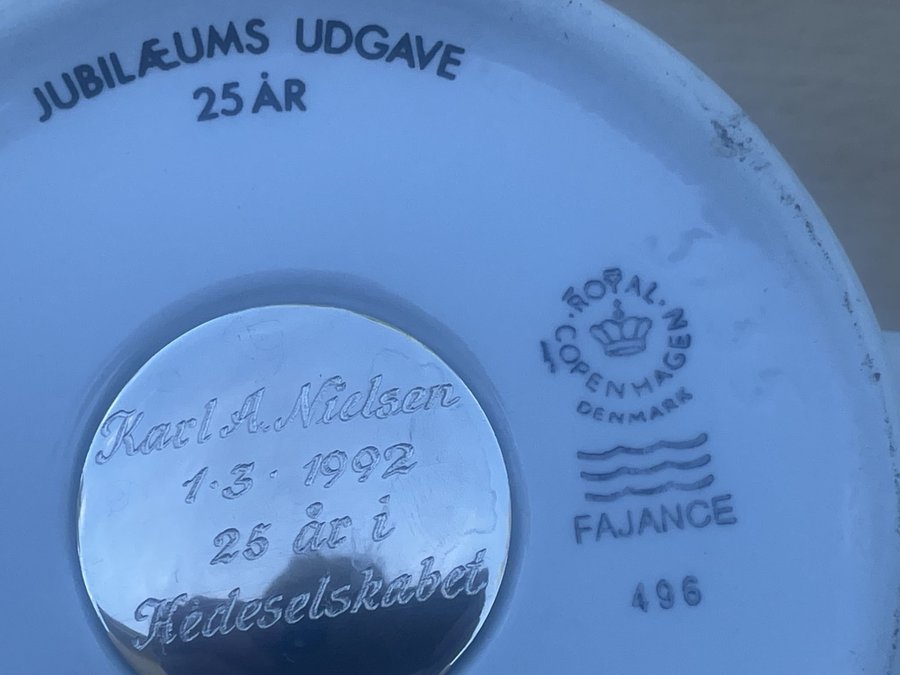 JUBILÆUMS UDGAVE
25 ÅR
Karl A. Nielsen
1.3. 1992
25 år i
Hedeselskabet
ROYAL
COPENHAGEN
DENMARK
FAJANCE
496